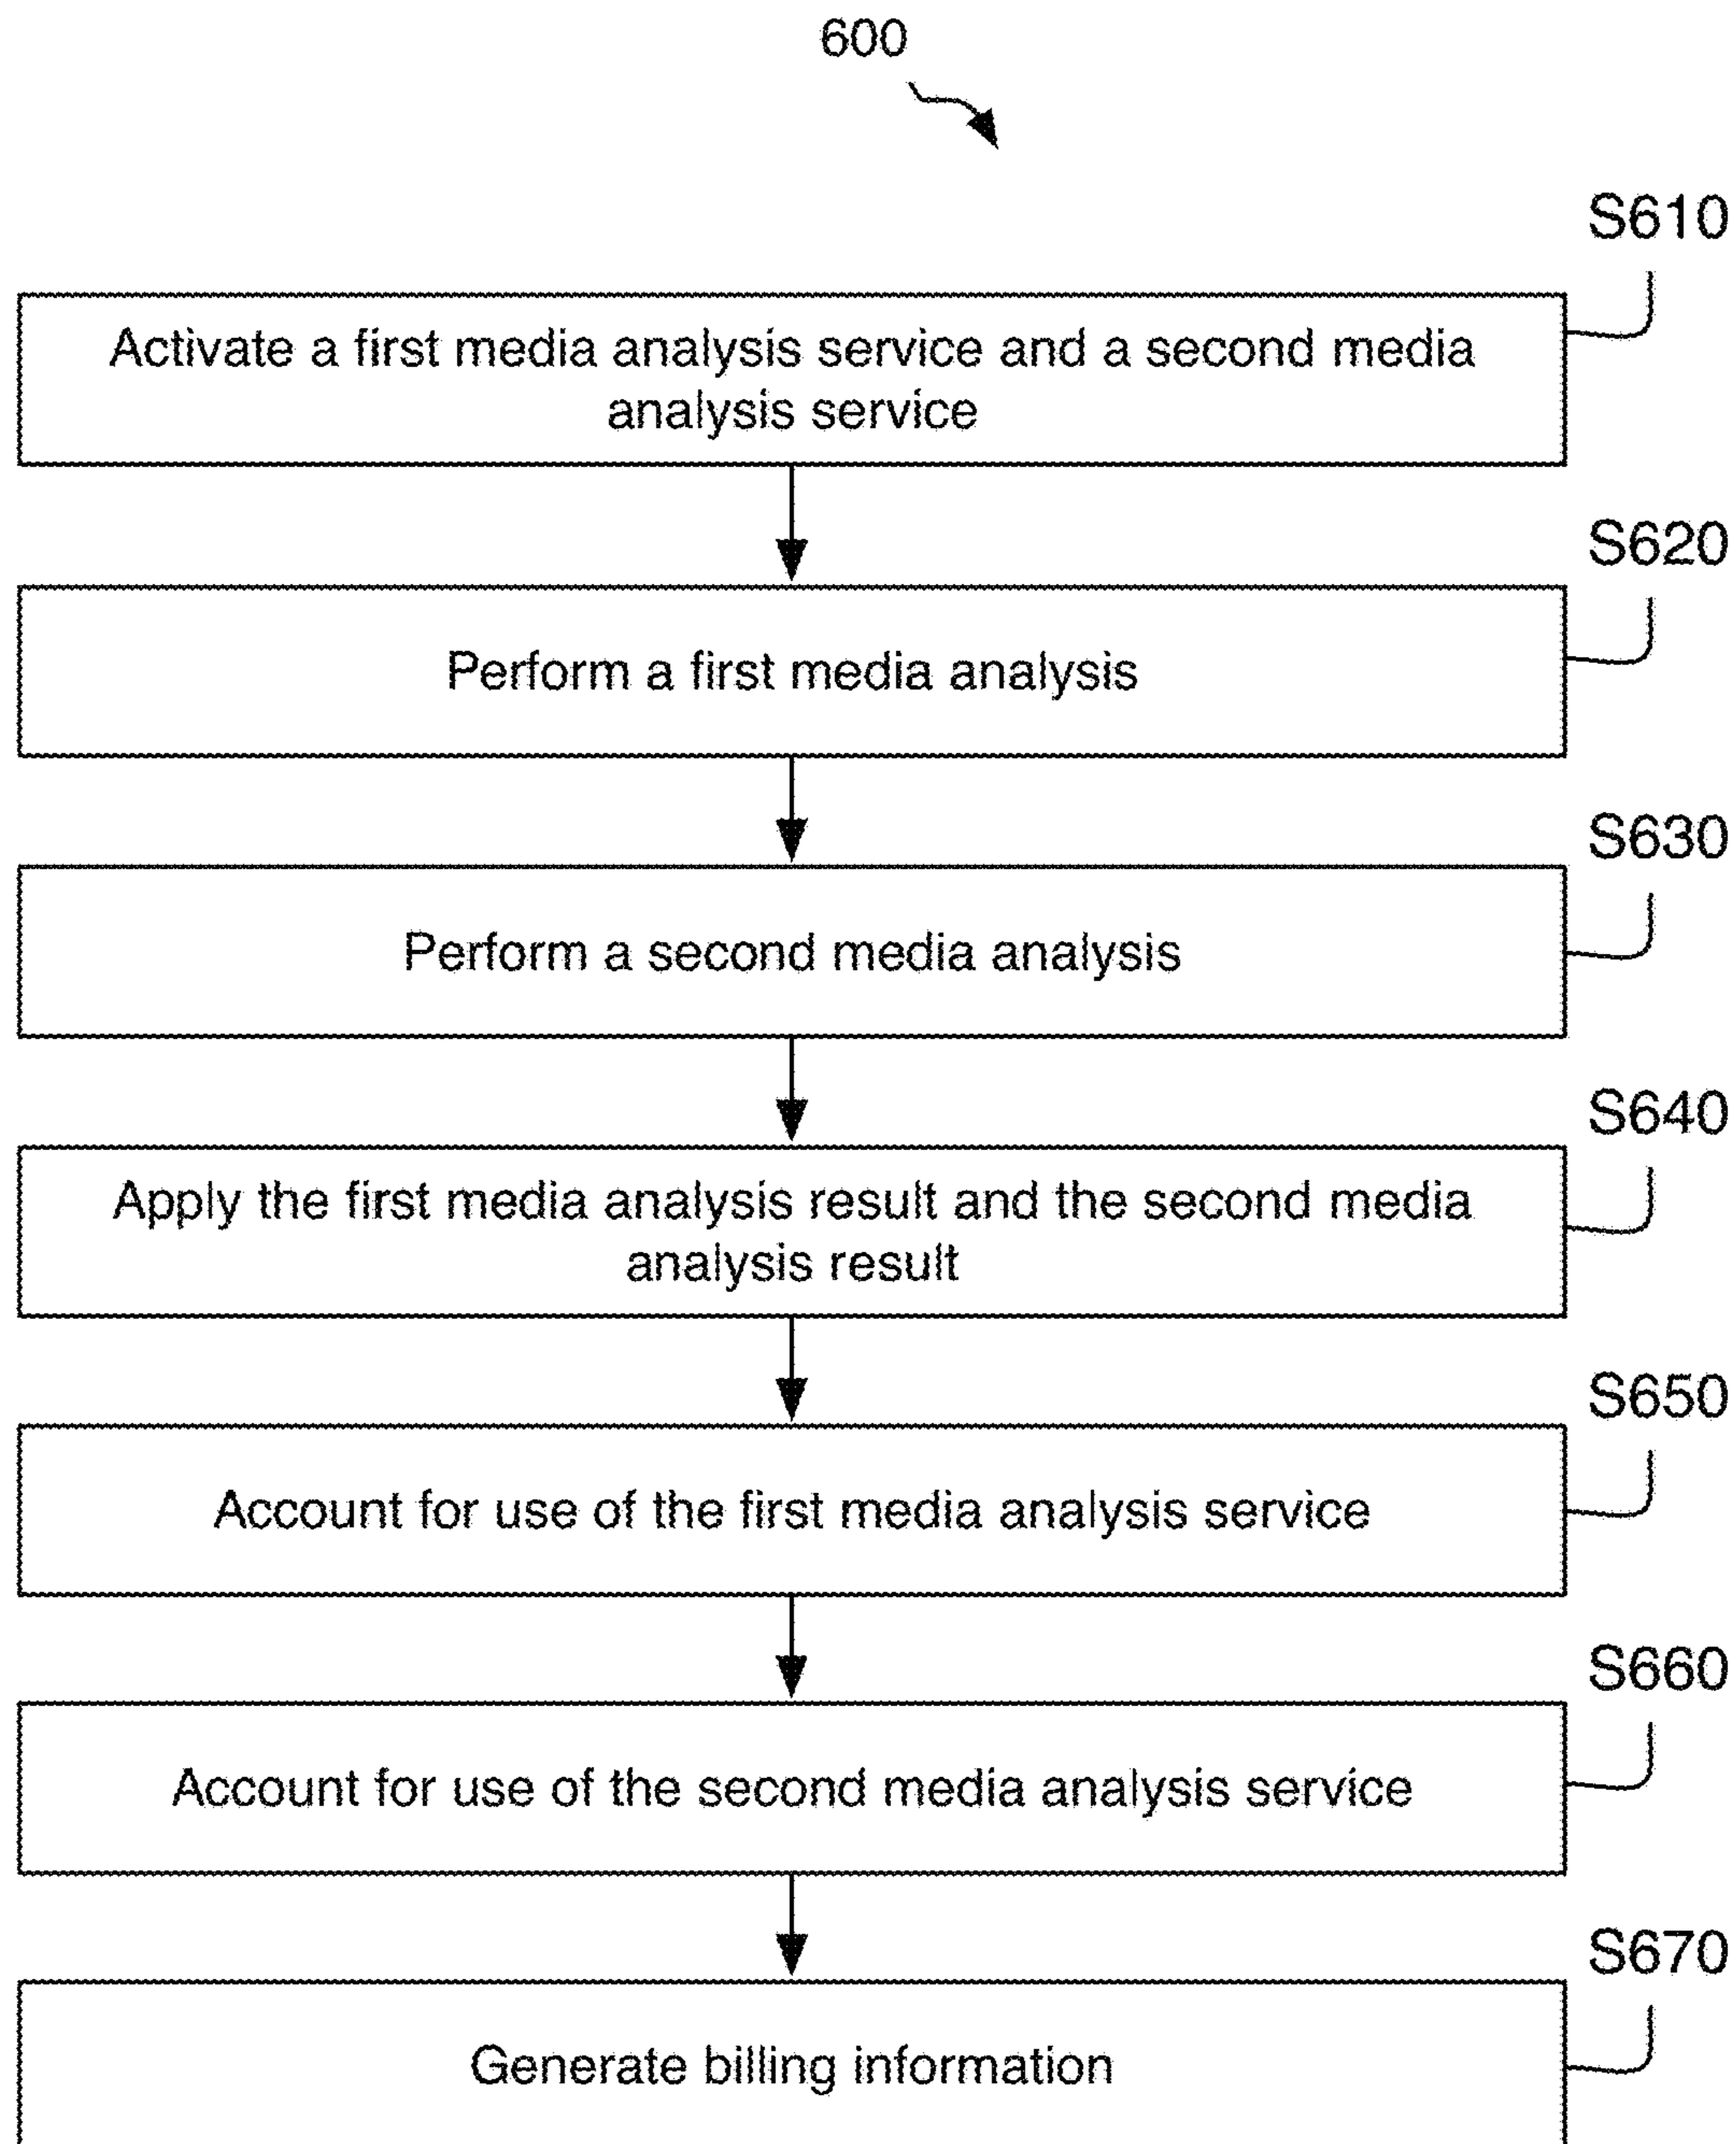 600
S610
Activate a first media analysis service and a second media
analysis service
S620
Perform a first media analysis
S630
Perform a second media analysis
S640
Apply the first media analysis result and the second media
analysis result
S650
Account for use of the first media analysis service
S660
Account for use of the second media analysis service
S670
Generate billing information